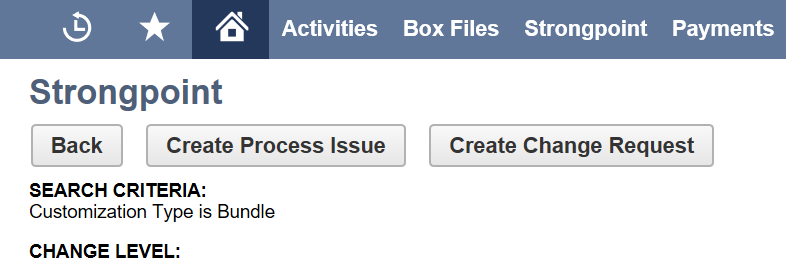 Activities Box Files Strongpoint Payments
Strongpoint
Back Create Process Issue Create Change Request
SEARCH CRITERIA:
Customization Type is Bundle
CHANGE LEVEL: